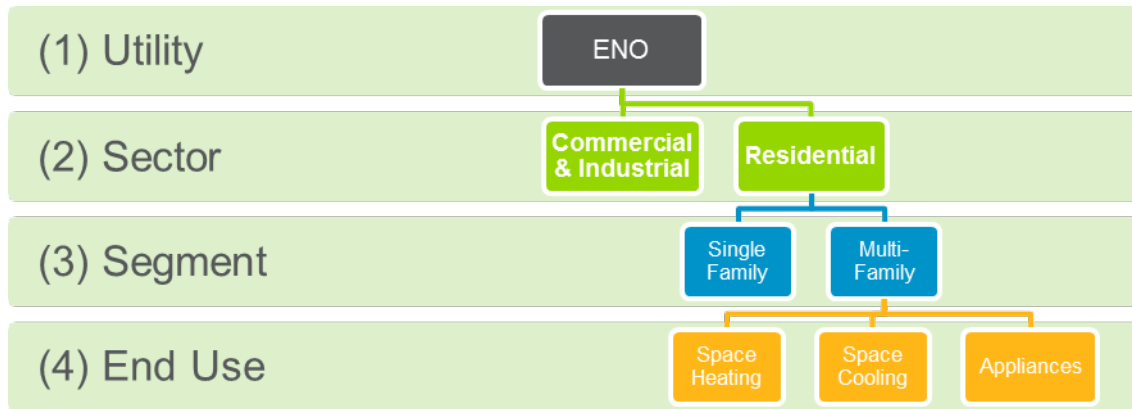 (1) Utility
ENO
(2) Sector
Commercial
& Industrial
Residential
(3) Segment
Single
Family
Multi-
Family
(4) End Use
Space
Heating
Space
Cooling
Appliances